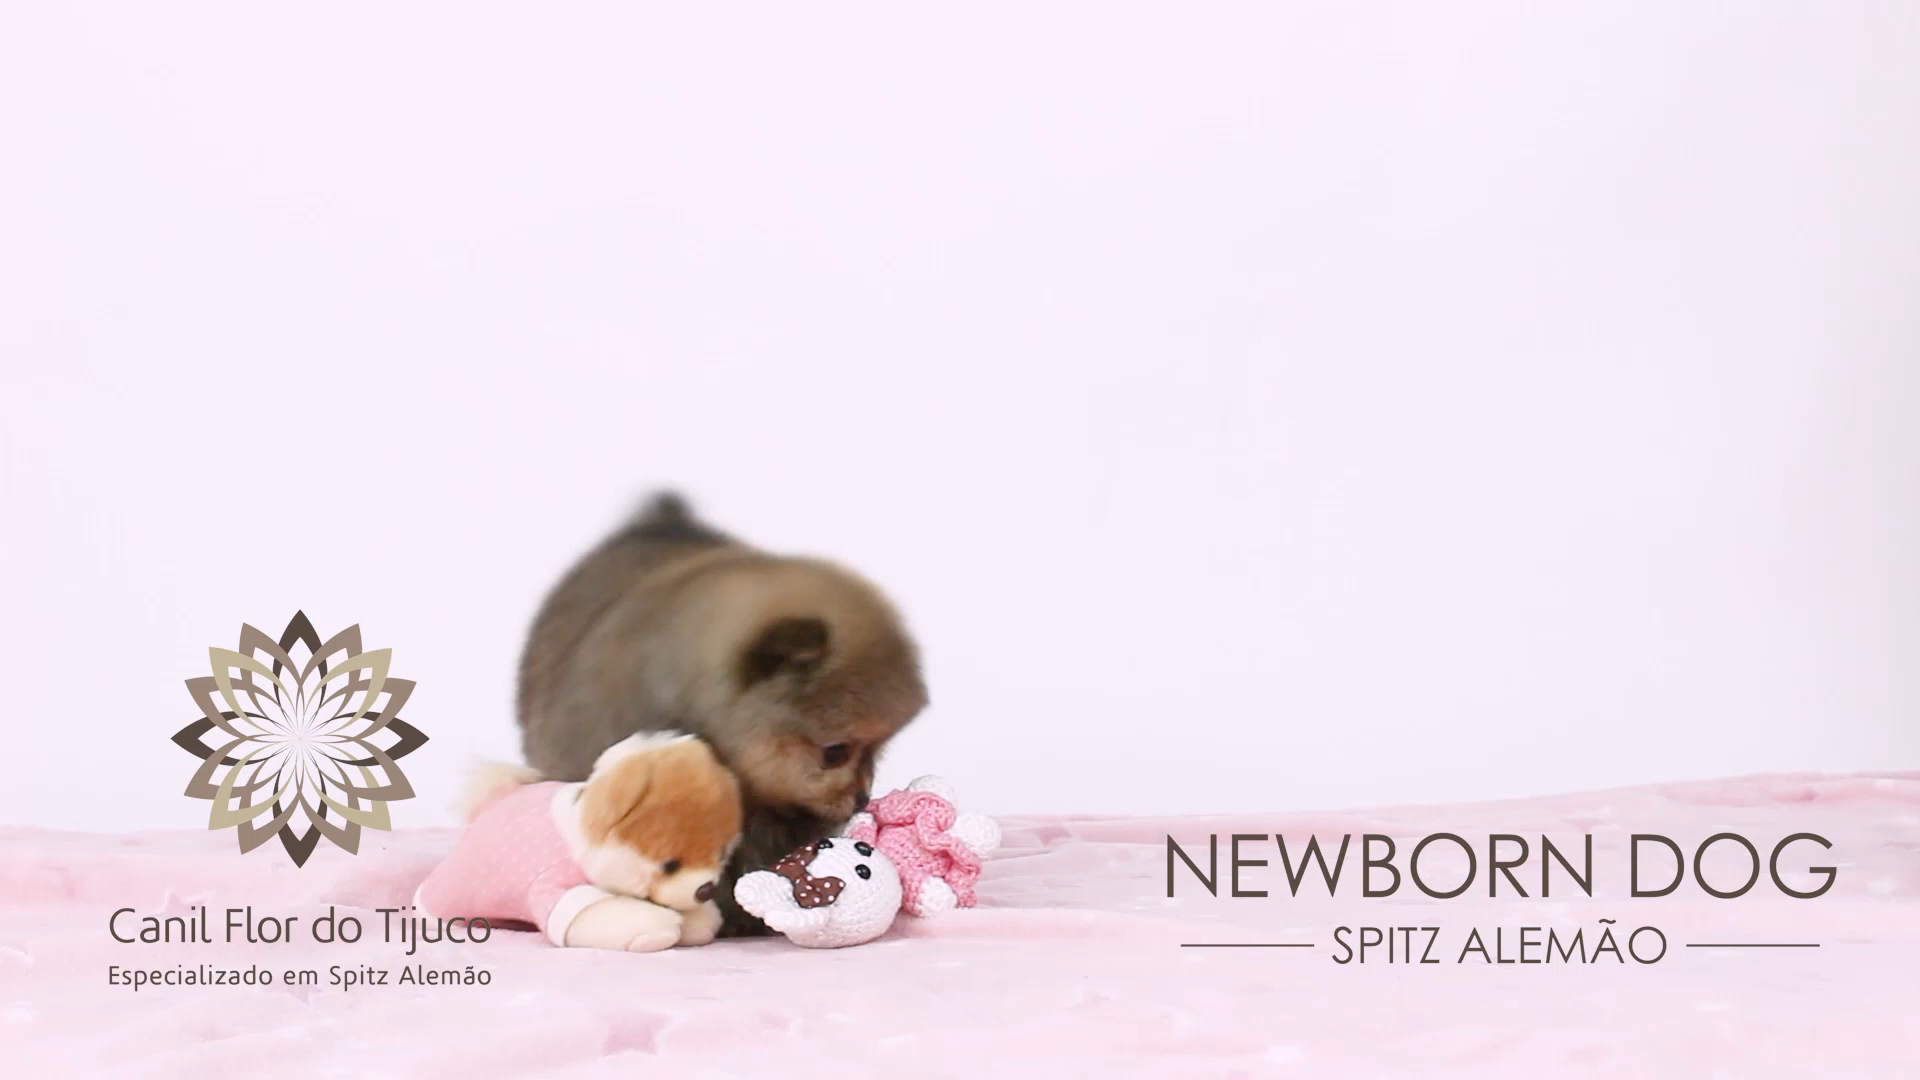 Canil Flor do Tijuco
Especializado em Spitz Alemão
NEWBORN DOG
SPITZ ALEMÃO